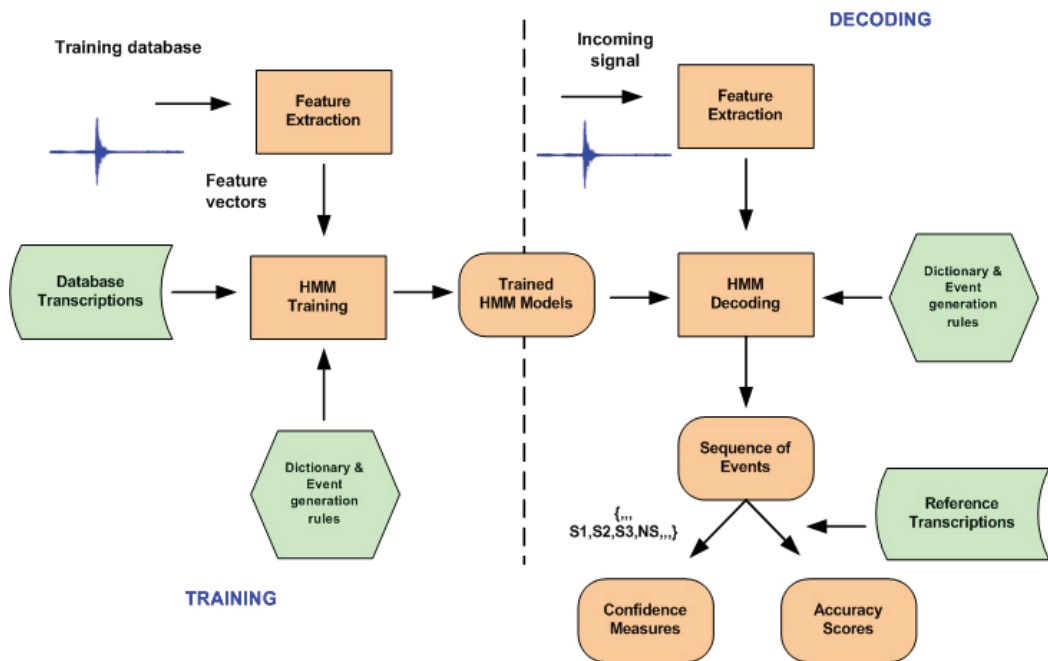 DECODING
Training database
Feature
Extraction
Incoming
signal
Feature
Extraction
Feature
vectors
Database
Transcriptions
HMM
Training
Trained
HMM Models
HMM
Decoding
Dictionary &
Event
generation
rules
Dictionary &
Event
generation
rules
Sequence of
Events
{,,,
S1,S2,S3,NS,,,}
Reference
Transcriptions
TRAINING
Confidence
Measures
Accuracy
Scores